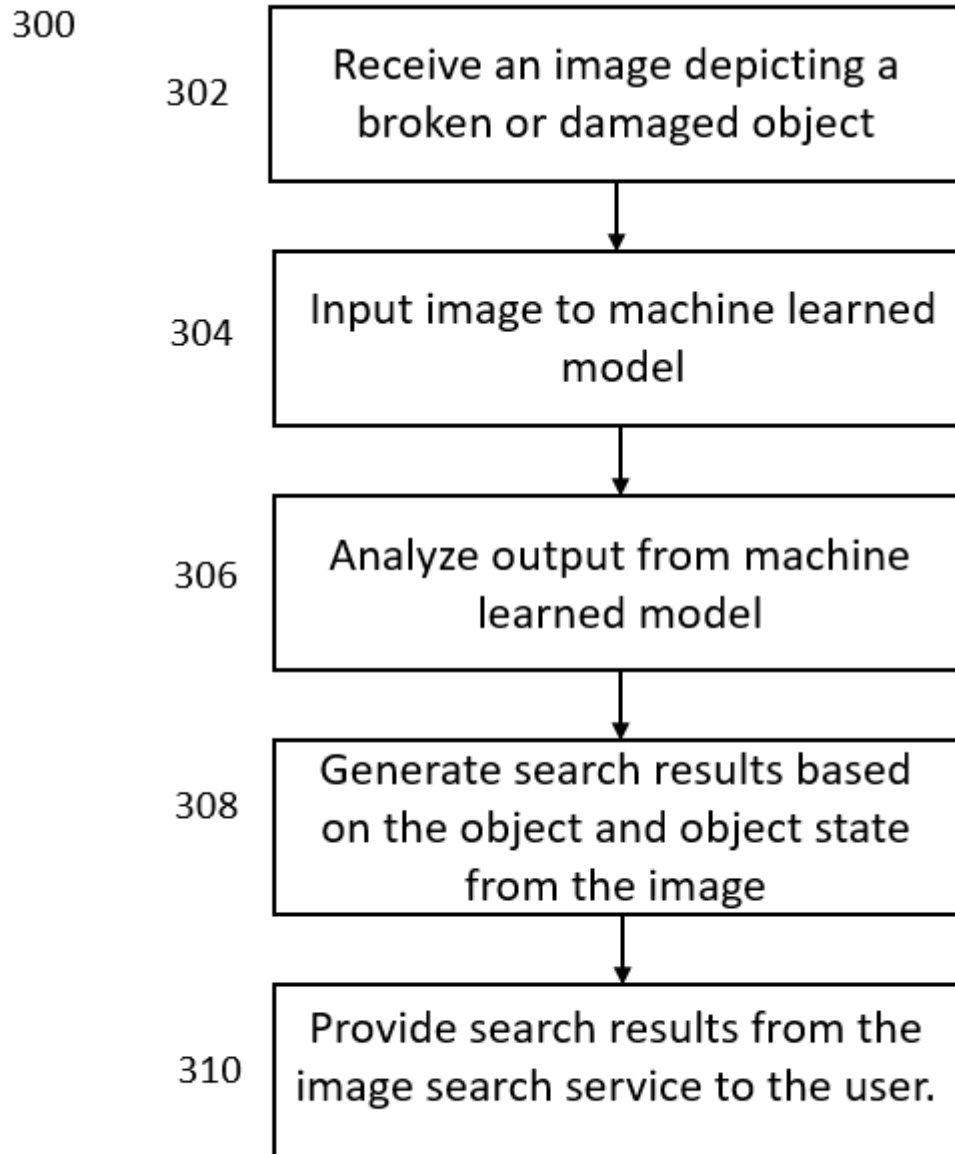 300
302
Receive an image depicting a
broken or damaged object
304
Input image to machine learned
model
306
Analyze output from machine
learned model
308
Generate search results based
on the object and object state
from the image
310
Provide search results from the
image search service to the user.